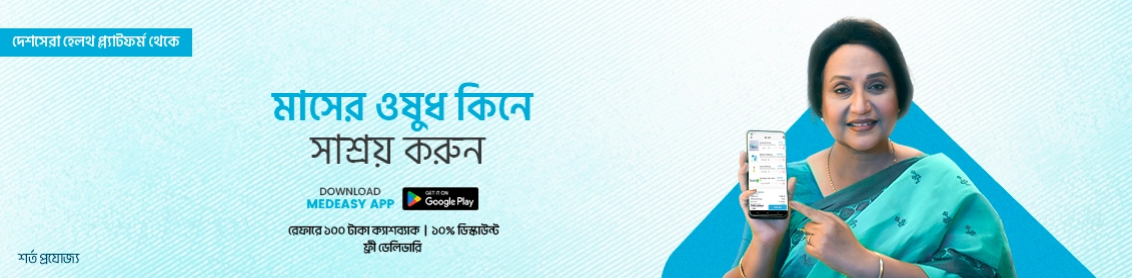 দেশসেরা হেলথ প্ল্যাটফর্ম থেকে
মাসের ওষুধ কিনে
সাশ্রয় করুন
DOWNLOAD
MEDEASY APP
GET IT ON
Google Play
রেফারে ১০০ টাকা ক্যাশব্যাক | ১০% ডিস্কাউন্ট
ফ্রী ডেলিভারি
শর্ত প্রযোজ্য